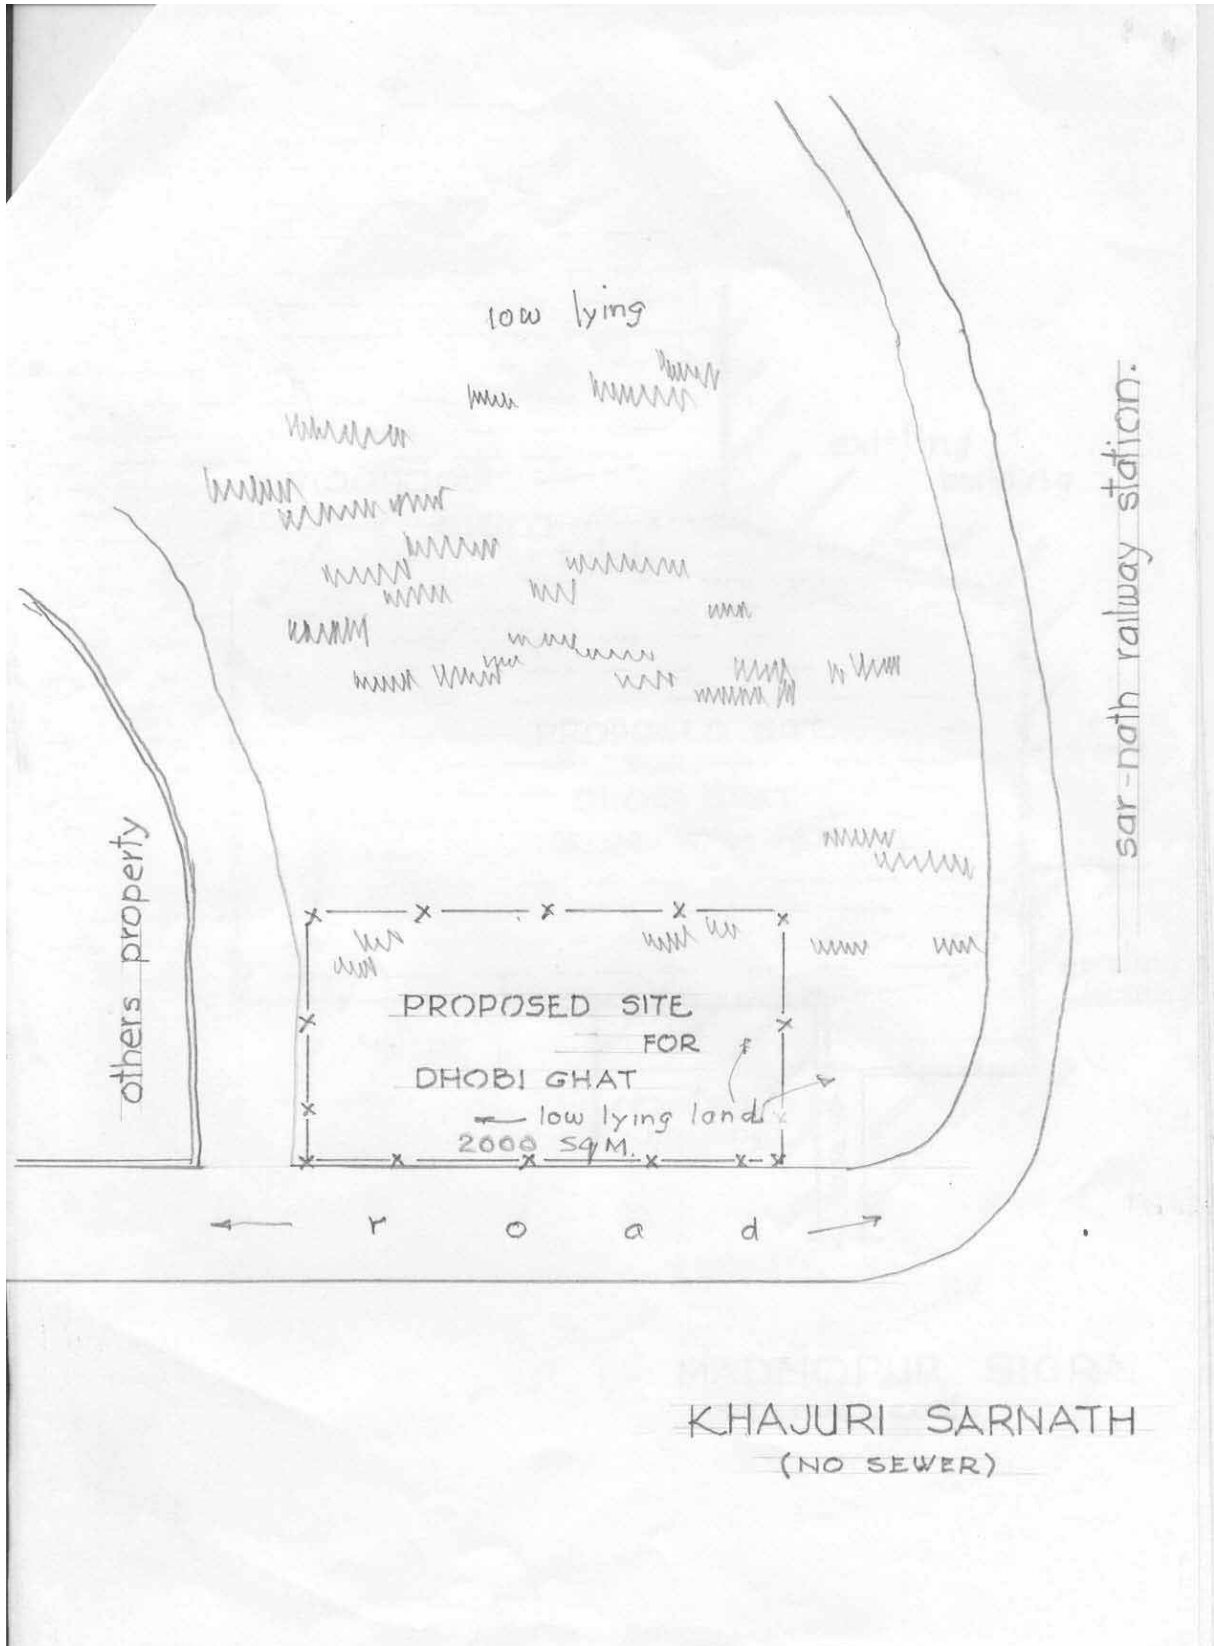 low lying
sar-nath railway station.
others property
PROPOSED SITE
FOR
DHOBI GHAT
low lying land
2000 SqM.
road
KHAJURI SARNATH
(NO SEWER)